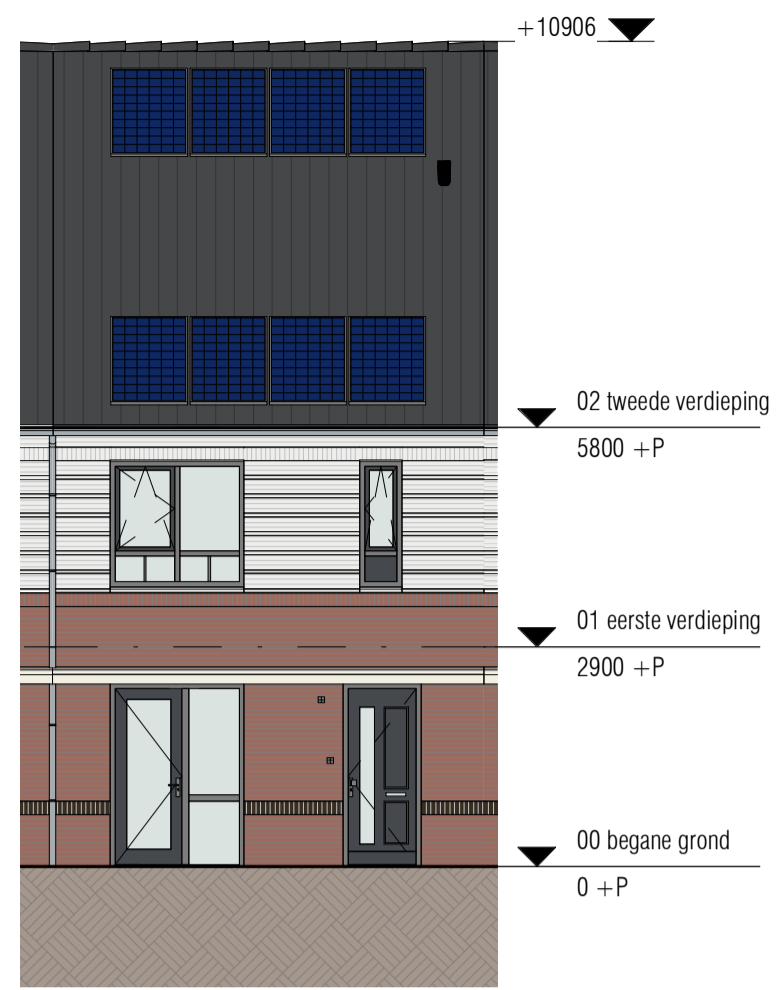 +10906
02 tweede verdieping
5800 +P
01 eerste verdieping
2900 +P
00 begane grond
0 +P